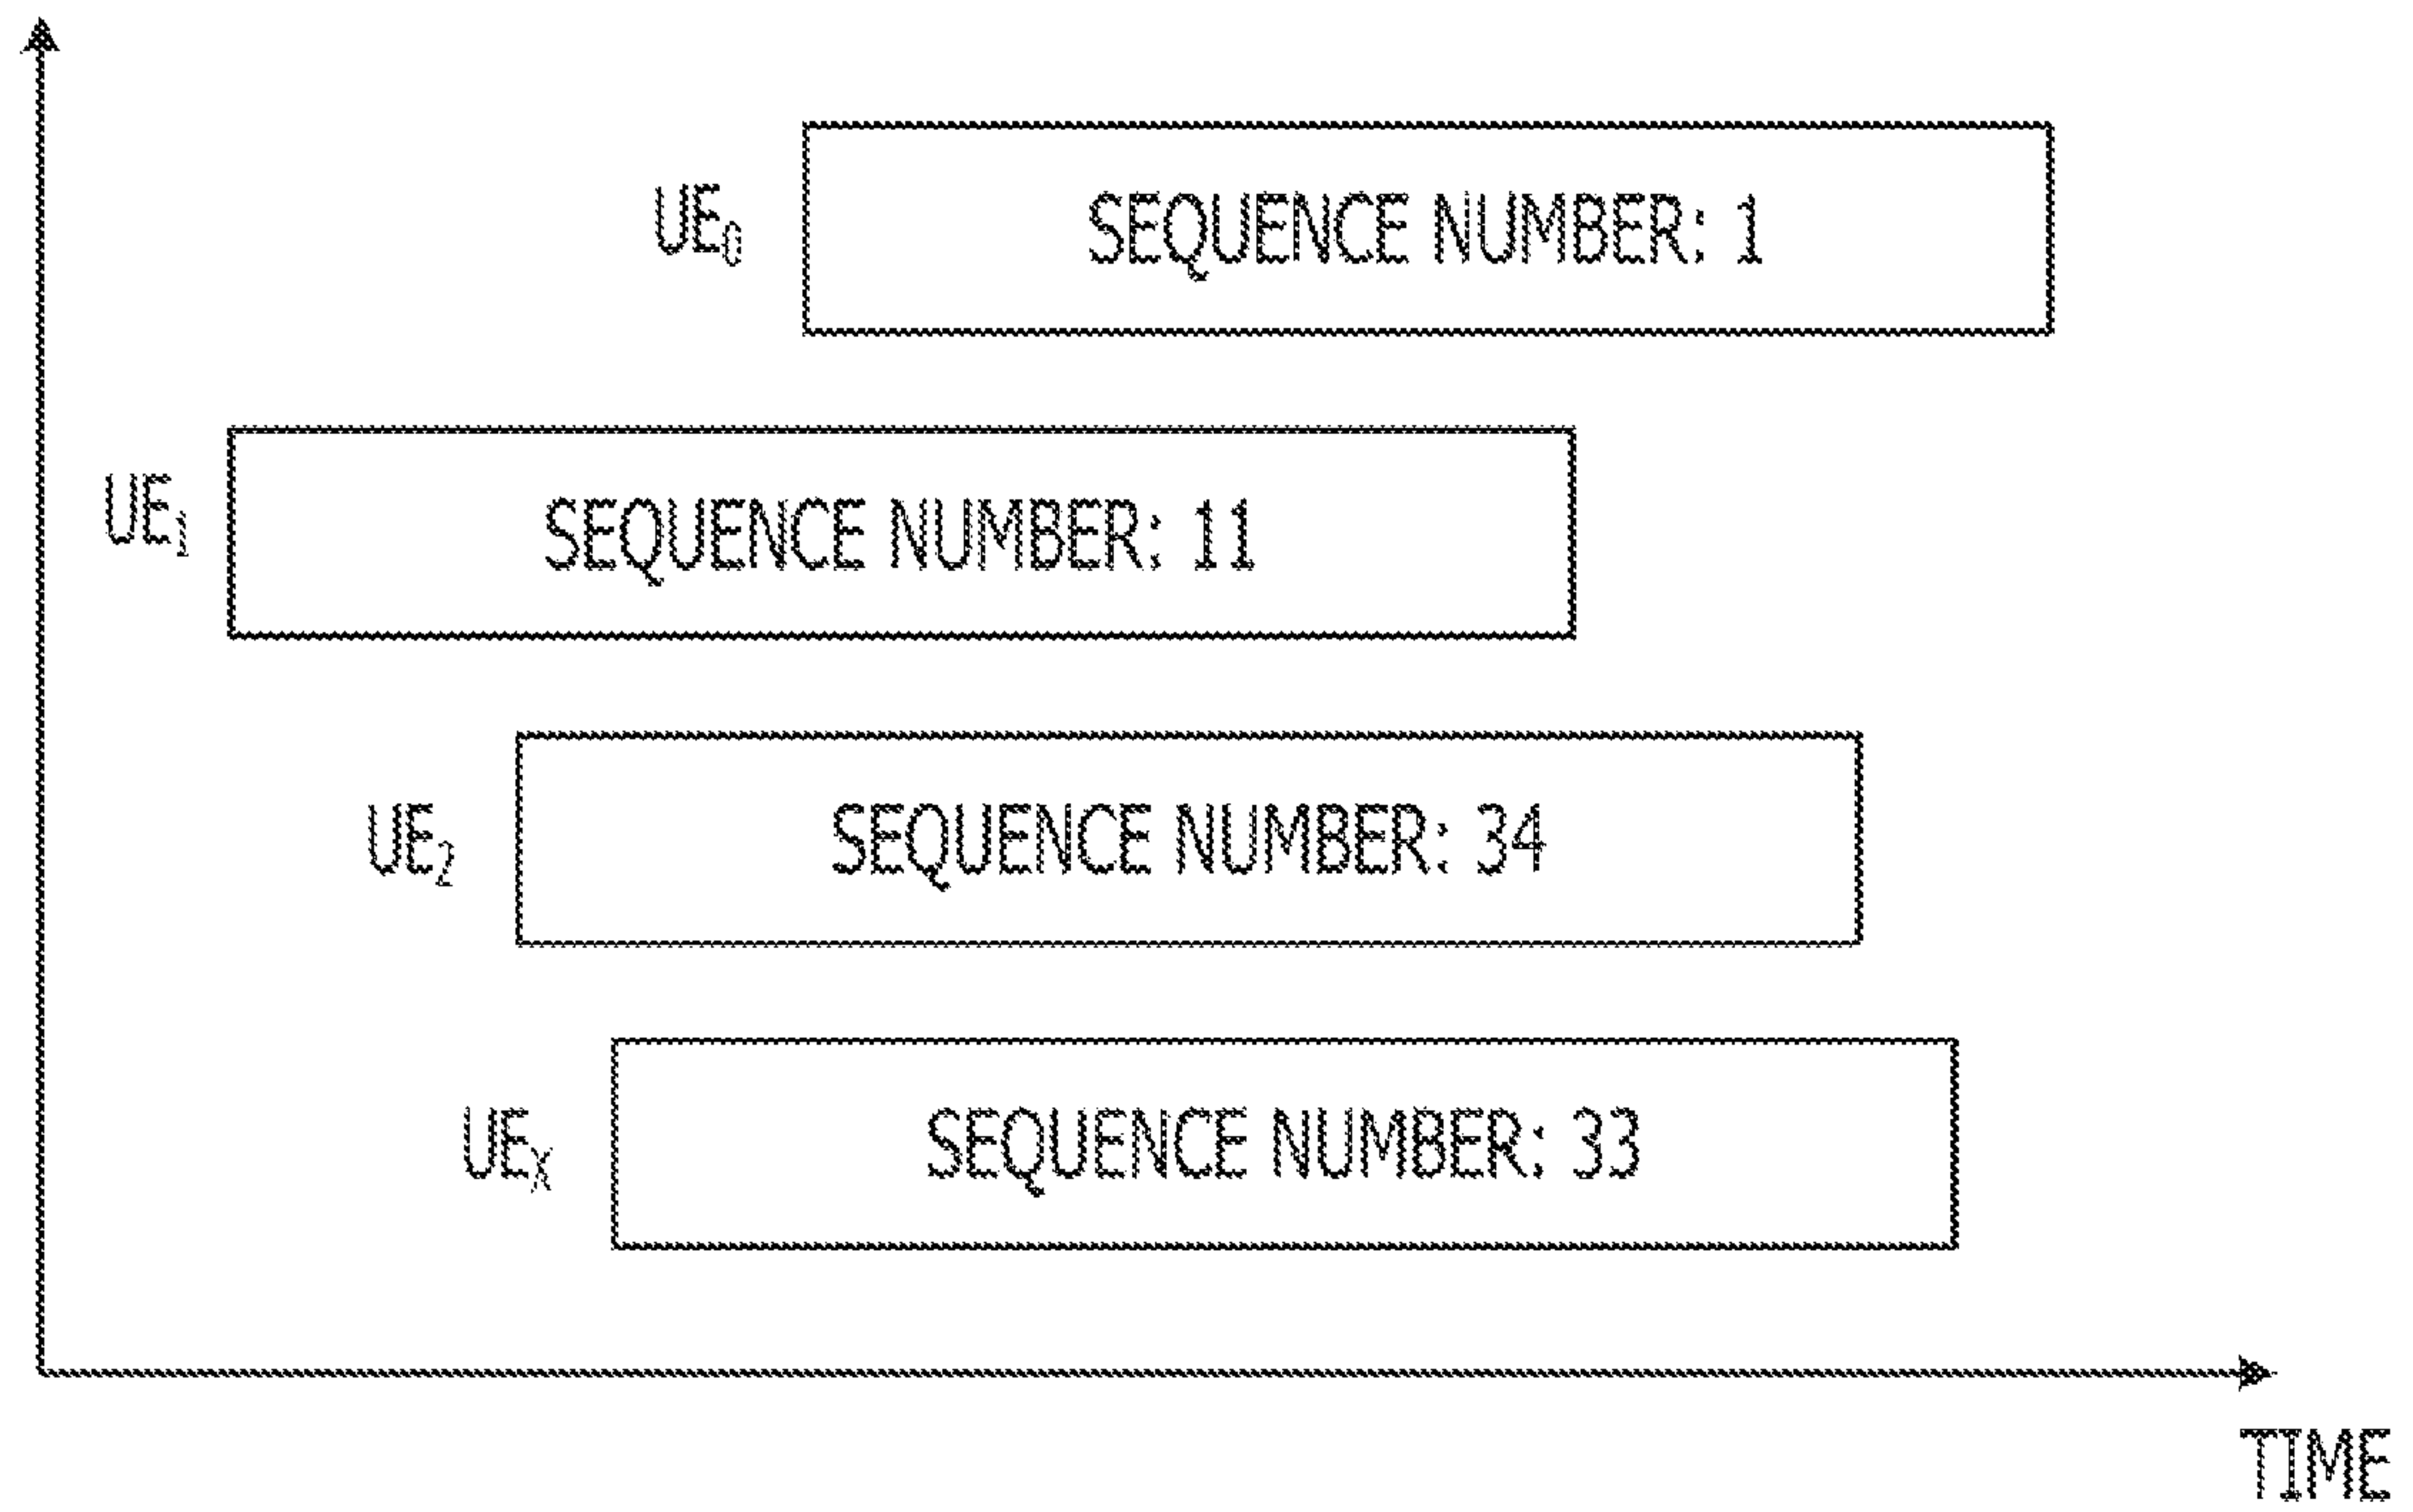 UE₀ SEQUENCE NUMBER: 1
UE₁ SEQUENCE NUMBER: 11
UE₂ SEQUENCE NUMBER: 34
UEₓ SEQUENCE NUMBER: 33
TIME